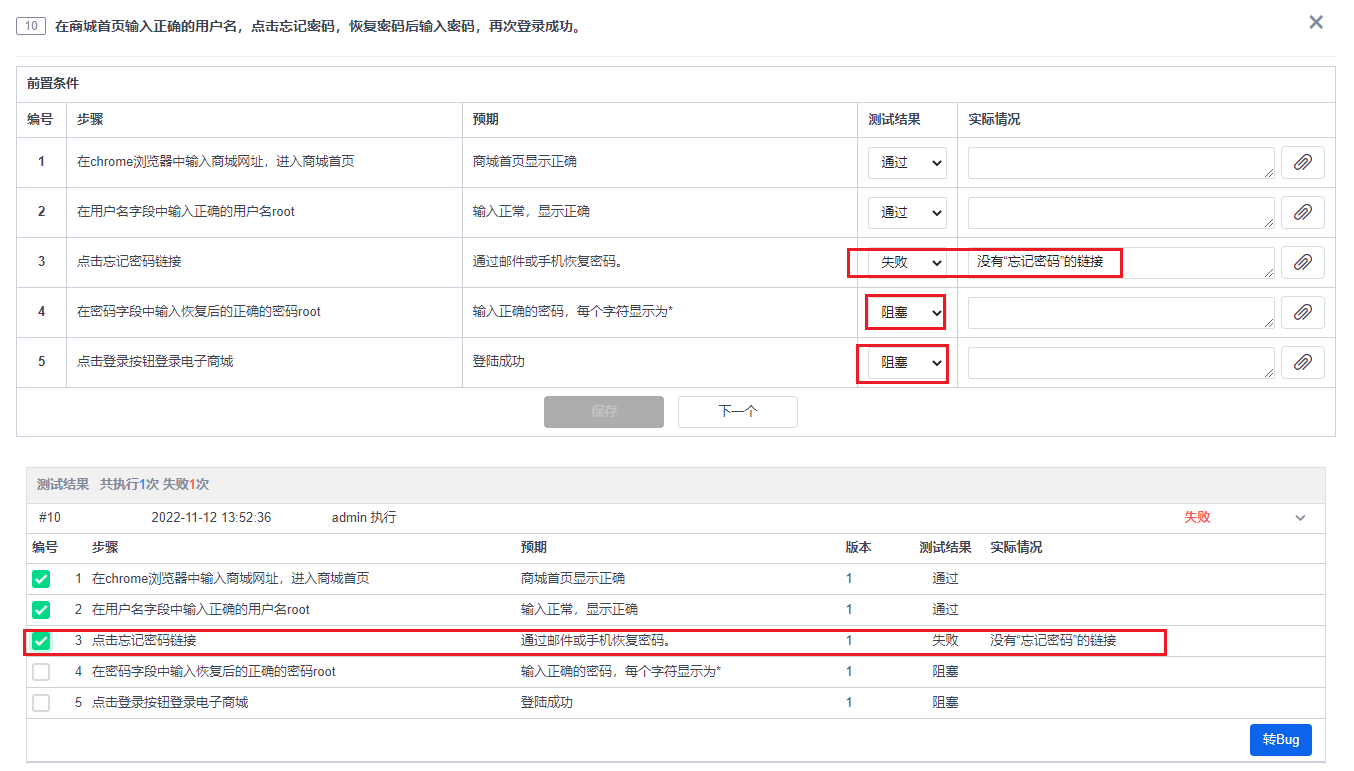 10 在商城首页输入正确的用户名，点击忘记密码，恢复密码后输入密码，再次登录成功。
前置条件
编号 步骤 预期 测试结果 实际情况
1 在chrome浏览器中输入商城网址，进入商城首页 商城首页显示正确 通过
2 在用户名字段中输入正确的用户名root 输入正常，显示正确 通过
3 点击忘记密码链接 通过邮件或手机恢复密码。 失败 没有“忘记密码”的链接
4 在密码字段中输入恢复后的正确的密码root 输入正确的密码，每个字符显示为* 阻塞
5 点击登录按钮登录电子商城 登陆成功 阻塞
保存 下一个
测试结果 共执行1次 失败1次
#10 2022-11-12 13:52:36 admin 执行 失败
编号 步骤 预期 版本 测试结果 实际情况
1 在chrome浏览器中输入商城网址，进入商城首页 商城首页显示正确 1 通过
2 在用户名字段中输入正确的用户名root 输入正常，显示正确 1 通过
3 点击忘记密码链接 通过邮件或手机恢复密码。 1 失败 没有“忘记密码”的链接
4 在密码字段中输入恢复后的正确的密码root 输入正确的密码，每个字符显示为* 1 阻塞
5 点击登录按钮登录电子商城 登陆成功 1 阻塞
转Bug